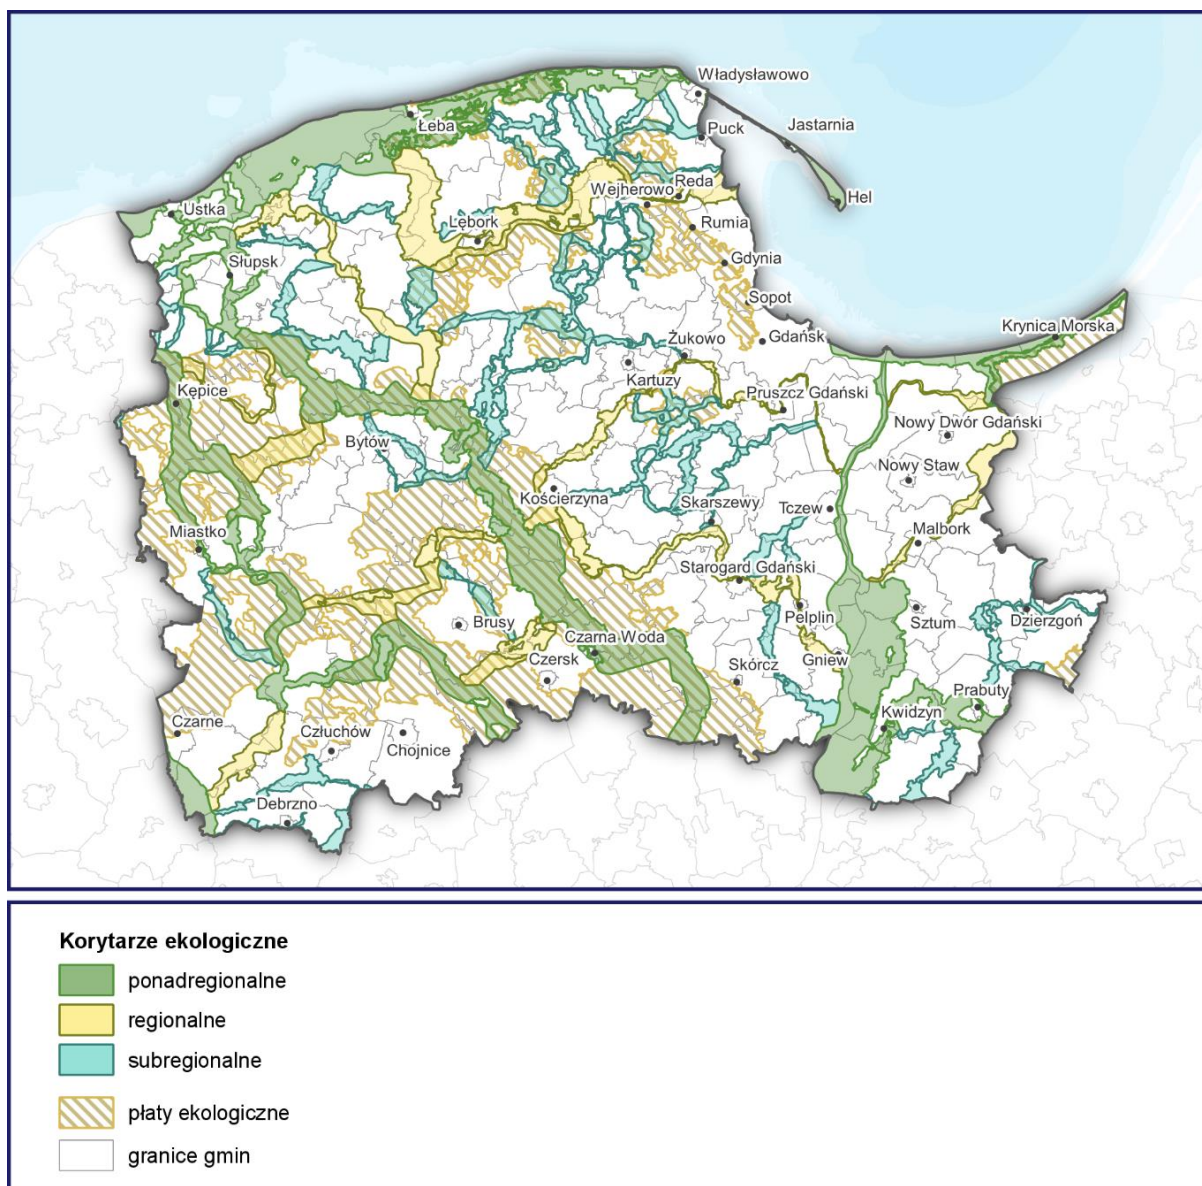 Władysławowo
Łeba
Puck
Jastarnia
Hel
Wejherowo
Reda
Ustka
Lębork
Rumia
Słupsk
Gdynia
Sopot
Krynica Morska
Gdańsk
Żukowo
Kartuzy
Kępice
Pruszcz Gdański
Nowy Dwór Gdański
Bytów
Nowy Staw
Kościerzyna
Skarszewy
Tczew
Miastko
Malbork
Starogard Gdański
Pelplin
Brusy
Sztum
Dzierzgoń
Czarna Woda
Czersk
Skórcz
Gniew
Prabuty
Kwidzyn
Czarne
Człuchów
Chojnice
Debrzno
Korytarze ekologiczne
ponadregionalne
regionalne
subregionalne
płaty ekologiczne
granice gmin